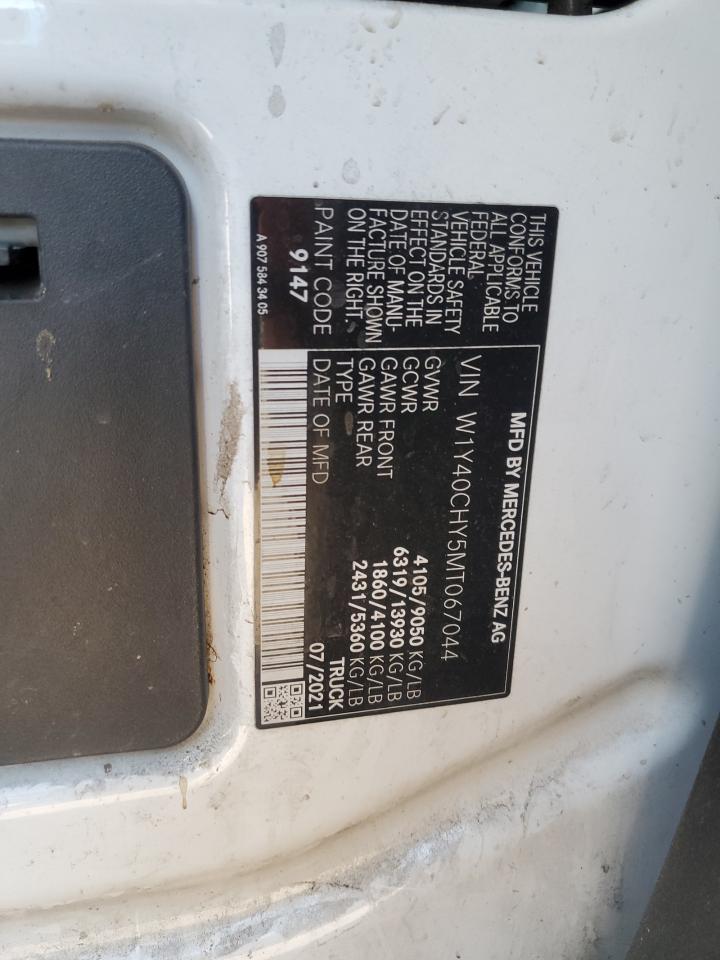 MFD BY MERCEDES-BENZ AG
VIN W1Y40CHY5MT067044
THIS VEHICLE
CONFORMS TO
ALL APPLICABLE
FEDERAL
VEHICLE SAFETY
STANDARDS IN
EFFECT ON THE
DATE OF MANU-
FACTURE SHOWN
ON THE RIGHT.
GVWR 4105/9050 KG/LB
GCWR 6319/13930 KG/LB
GAWR FRONT 1860/4100 KG/LB
GAWR REAR 2431/5360 KG/LB
TYPE TRUCK
DATE OF MFD 07/2021
PAINT CODE
9147
A 907 584 34 05